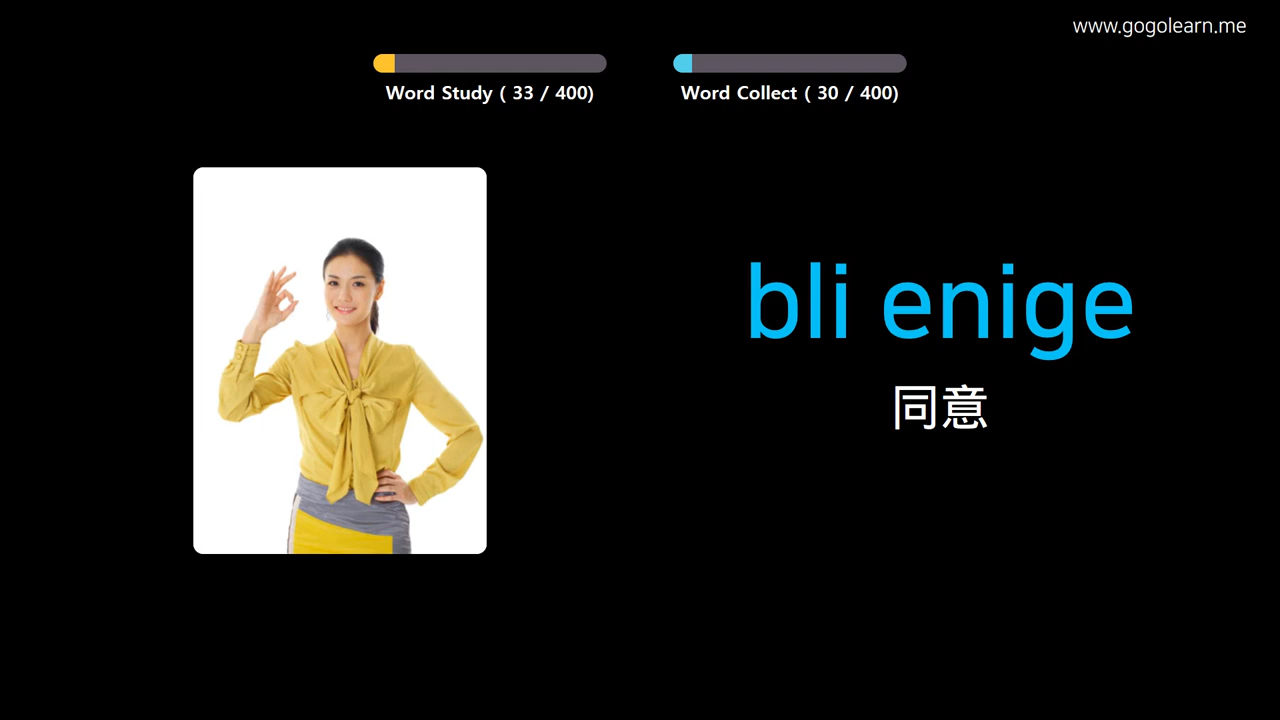 www.gogolearn.me
Word Study ( 33 / 400)
Word Collect ( 30 / 400)
bli enige
同意